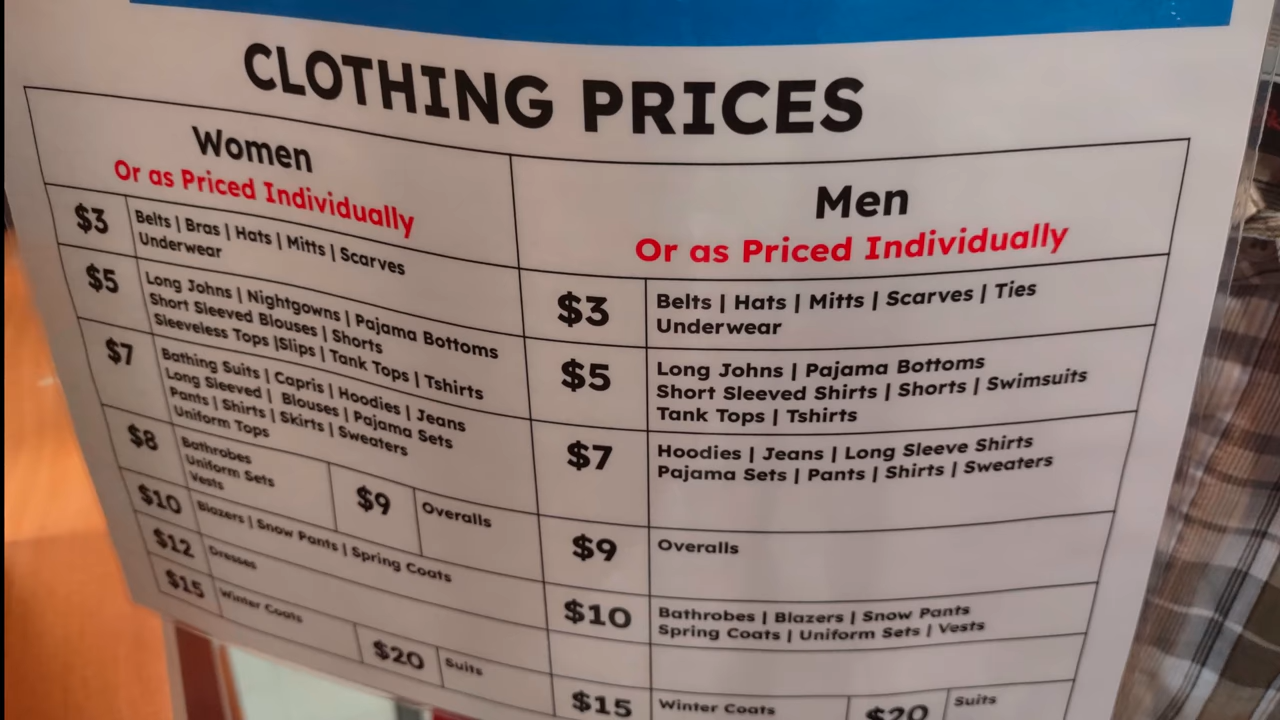 CLOTHING PRICES
Women
Or as Priced Individually
$3
Belts | Bras | Hats | Mitts | Scarves
Underwear
$5
Long Johns | Nightgowns | Pajama Bottoms
Short Sleeved Blouses | Shorts
Sleeveless Tops |Slips | Tank Tops | Tshirts
$7
Bathing Suits | Capris | Hoodies | Jeans
Long Sleeved | Blouses | Pajama Sets
Pants | Shirts | Skirts | Sweaters
Uniform Tops
$8
Bathrobes
Uniform Sets
Vests
$9
Overalls
$10
Blazers | Snow Pants | Spring Coats
$12
Dresses
$15
Winter Coats
$20
Suits
Men
Or as Priced Individually
$3
Belts | Hats | Mitts | Scarves | Ties
Underwear
$5
Long Johns | Pajama Bottoms
Short Sleeved Shirts | Shorts | Swimsuits
Tank Tops | Tshirts
$7
Hoodies | Jeans | Long Sleeve Shirts
Pajama Sets | Pants | Shirts | Sweaters
$9
Overalls
$10
Bathrobes | Blazers | Snow Pants
Spring Coats | Uniform Sets | Vests
$15
Winter Coats
$20
Suits